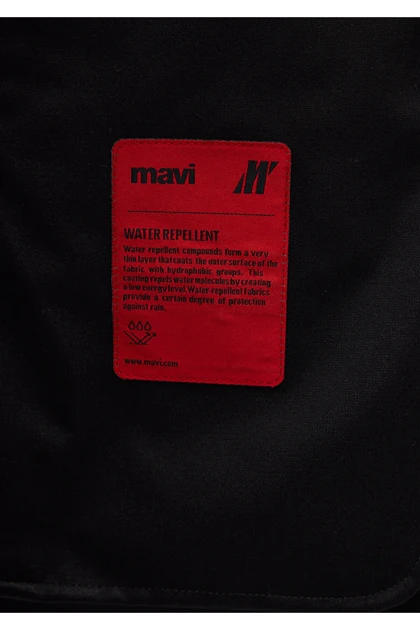 mavi M
WATER REPELLENT
Water repellent compounds form a very
thin layer that coats the outer surface of the
fabric with hydrophobic groups. This
coating repels water molecules by creating
a low energy level. Water-repellent fabrics
provide a certain degree of protection
against rain.
www.mavi.com